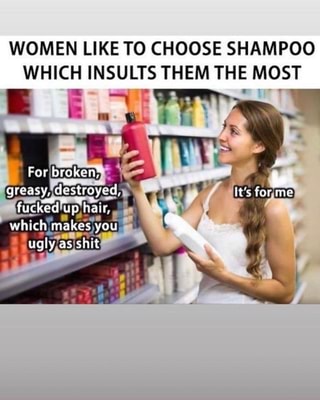 WOMEN LIKE TO CHOOSE SHAMPOO
WHICH INSULTS THEM THE MOST
For broken,
greasy, destroyed,
fucked up hair,
which makes you
ugly as shit
It's for me